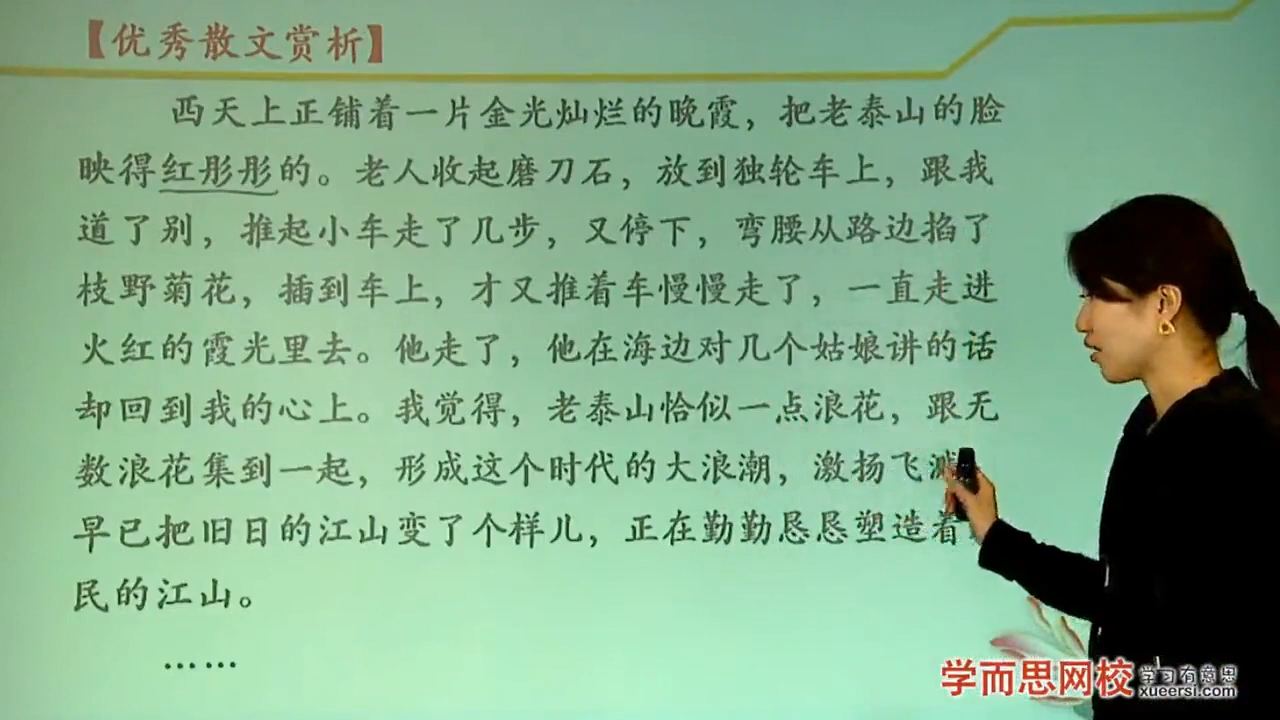 【优秀散文赏析】
西天上正铺着一片金光灿烂的晚霞，把老泰山的脸
映得红彤彤的。老人收起磨刀石，放到独轮车上，跟我
道了别，推起小车走了几步，又停下，弯腰从路边掐了
枝野菊花，插到车上，才又推着车慢慢走了，一直走进
火红的霞光里去。他走了，他在海边对几个姑娘讲的话
却回到我的心上。我觉得，老泰山恰似一点浪花，跟无
数浪花集到一起，形成这个时代的大浪潮，激扬飞溅
早已把旧日的江山变了个样儿，正在勤勤恳恳塑造着
民的江山。
……
学而思网校 学习有意思
xueersi.com